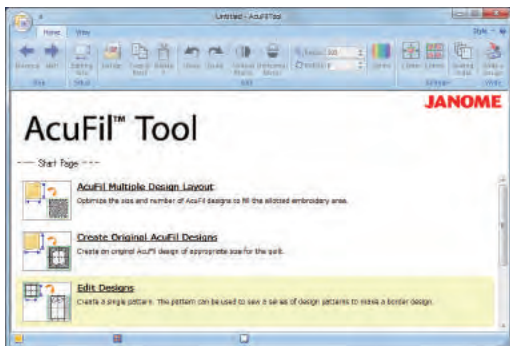 Untitled - AcuFilTool
Home View
Style
JANOME
AcuFil™ Tool
--- Start Page ---
AcuFil Multiple Design Layout
Optimize the size and number of AcuFil designs to fill the allotted embroidery area.
Create Original AcuFil Designs
Create an original AcuFil design of appropriate size for the quilt.
Edit Designs
Create a single pattern. The pattern can be used to sew a series of design patterns to make a border design.